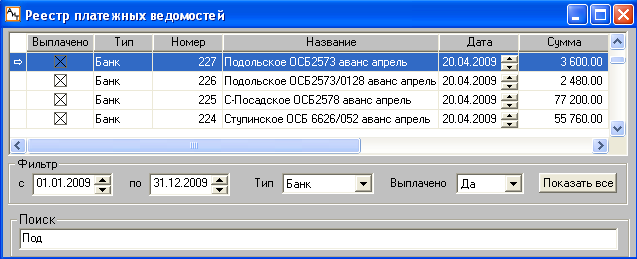 Реестр платежных ведомостей
Выплачено Тип Номер Название Дата Сумма
Банк 227 Подольское ОСБ2573 аванс апрель 20.04.2009 3 600.00
Банк 226 Подольское ОСБ2573/0128 аванс апрель 20.04.2009 2 480.00
Банк 225 С-Посадское ОСБ2578 аванс апрель 20.04.2009 77 200.00
Банк 224 Ступинское ОСБ 6626/052 аванс апрель 20.04.2009 55 760.00
Фильтр
с 01.01.2009 по 31.12.2009 Тип Банк Выплачено Да Показать все
Поиск
Под